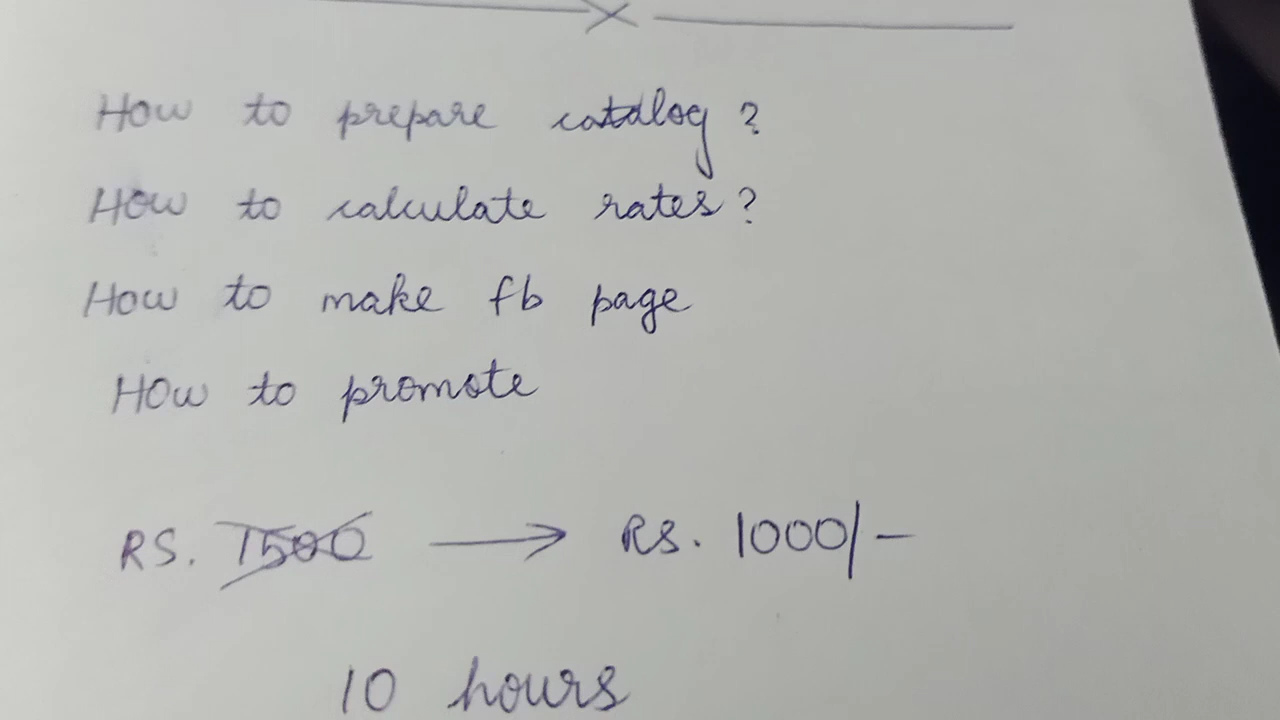 How to prepare catalog?
How to calculate rates?
How to make fb page
How to promote
RS. 1500 → RS. 1000/-
10 hours